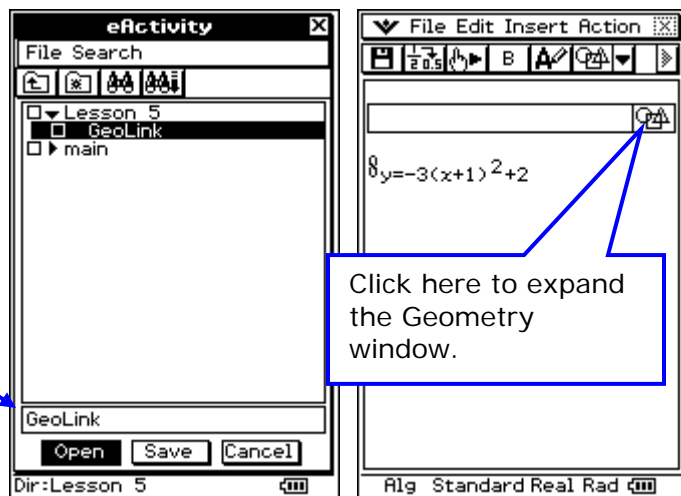 eActivity
File Search
Lesson 5
GeoLink
main
GeoLink
Open Save Cancel
Dir:Lesson 5
File Edit Insert Action
B
y=-3(x+1)2+2
Click here to expand
the Geometry
window.
Alg Standard Real Rad